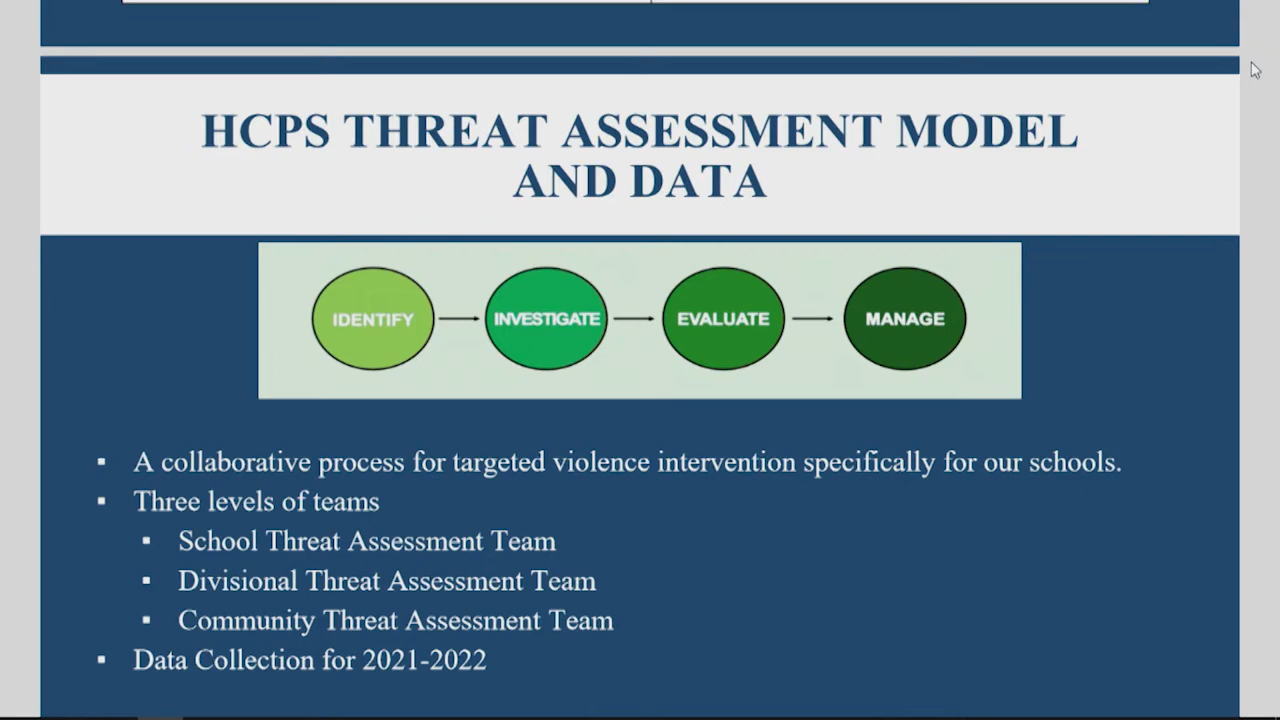 HCPS THREAT ASSESSMENT MODEL
AND DATA
IDENTIFY
INVESTIGATE
EVALUATE
MANAGE
▪ A collaborative process for targeted violence intervention specifically for our schools.
▪ Three levels of teams
▪ School Threat Assessment Team
▪ Divisional Threat Assessment Team
▪ Community Threat Assessment Team
▪ Data Collection for 2021-2022